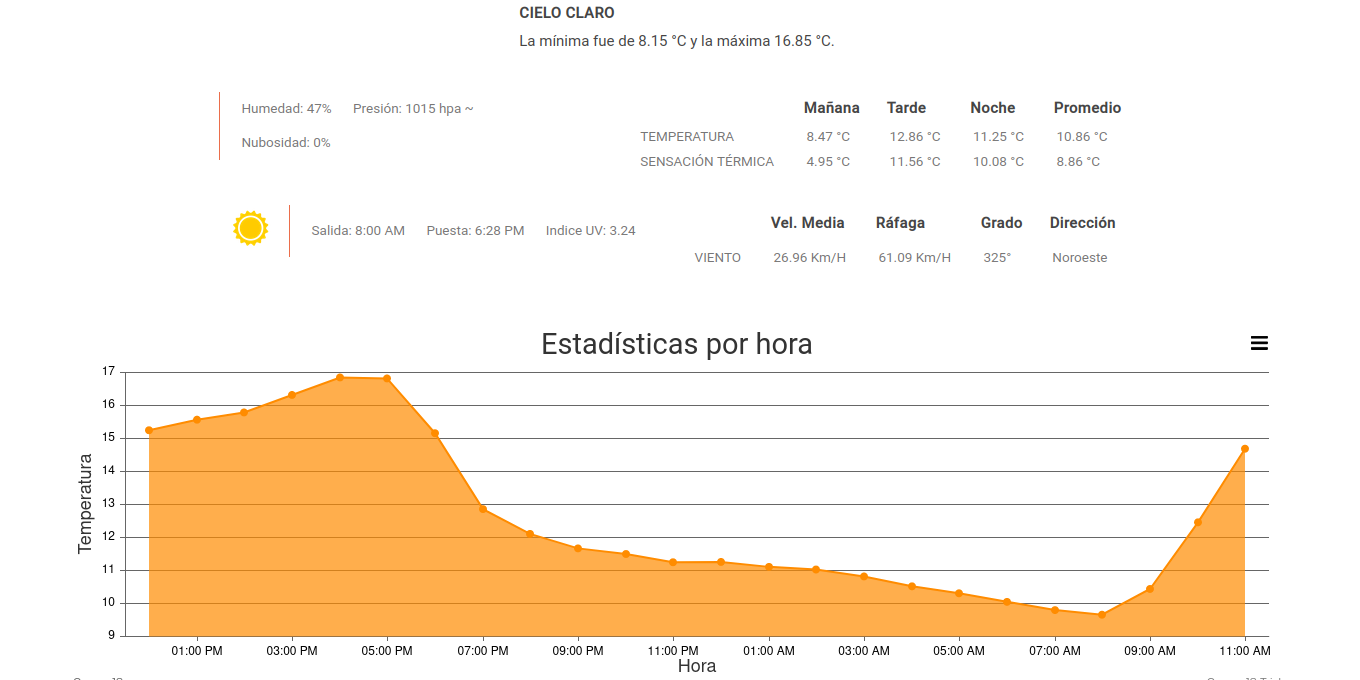 CIELO CLARO
La mínima fue de 8.15 °C y la máxima 16.85 °C.
Humedad: 47% Presión: 1015 hpa ~
Nubosidad: 0%
Mañana Tarde Noche Promedio
TEMPERATURA 8.47 °C 12.86 °C 11.25 °C 10.86 °C
SENSACIÓN TÉRMICA 4.95 °C 11.56 °C 10.08 °C 8.86 °C
Salida: 8:00 AM Puesta: 6:28 PM Indice UV: 3.24
Vel. Media Ráfaga Grado Dirección
VIENTO 26.96 Km/H 61.09 Km/H 325° Noroeste
Estadísticas por hora
Temperatura
17
16
15
14
13
12
11
10
9
01:00 PM 03:00 PM 05:00 PM 07:00 PM 09:00 PM 11:00 PM 01:00 AM 03:00 AM 05:00 AM 07:00 AM 09:00 AM 11:00 AM
Hora